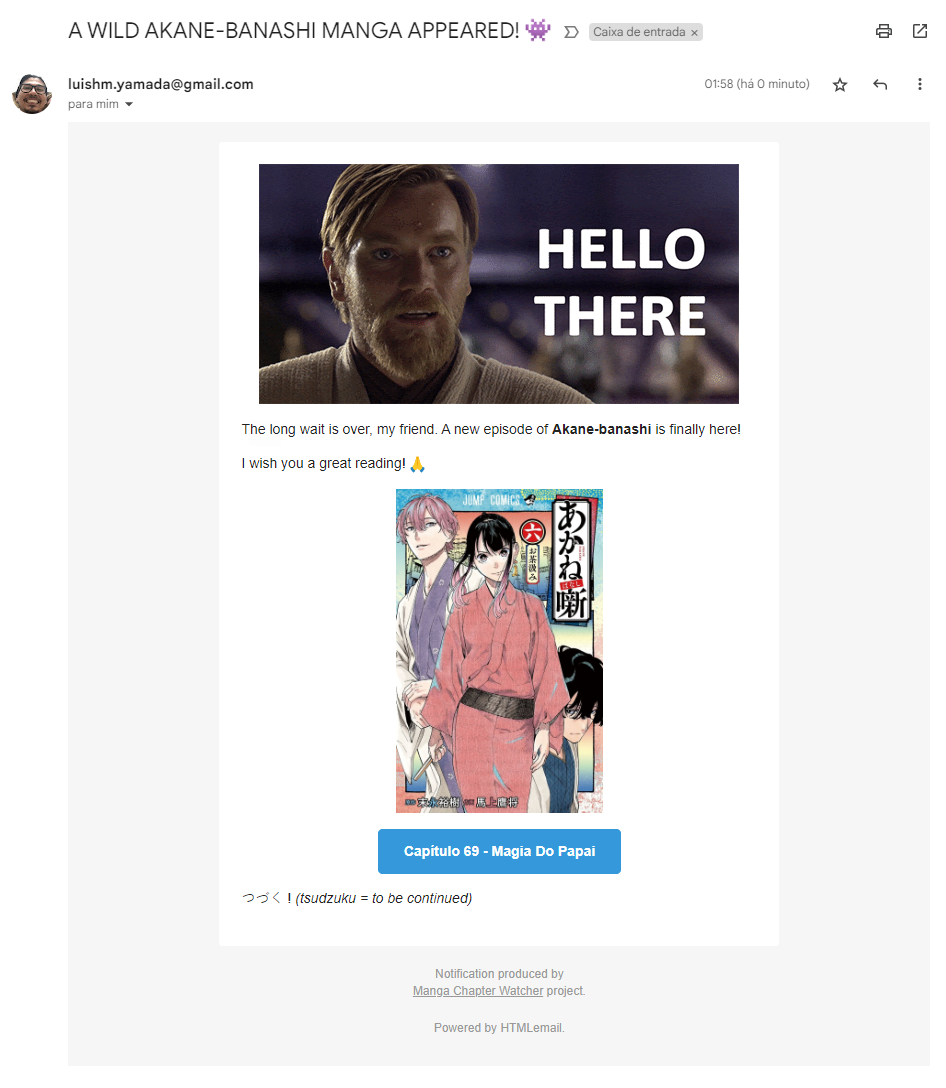 A WILD AKANE-BANASHI MANGA APPEARED! 👾 Caixa de entrada ×
luishm.yamada@gmail.com
01:58 (há 0 minuto)
para mim
HELLO
THERE
The long wait is over, my friend. A new episode of Akane-banashi is finally here!
I wish you a great reading! 🙏
JUMP COMICS
あかね噺
ばなし
六
お茶汲み
末永裕樹
馬上鷹将
Capítulo 69 - Magia Do Papai
つづく ! (tsudzuku = to be continued)
Notification produced by
Manga Chapter Watcher project.
Powered by HTMLemail.